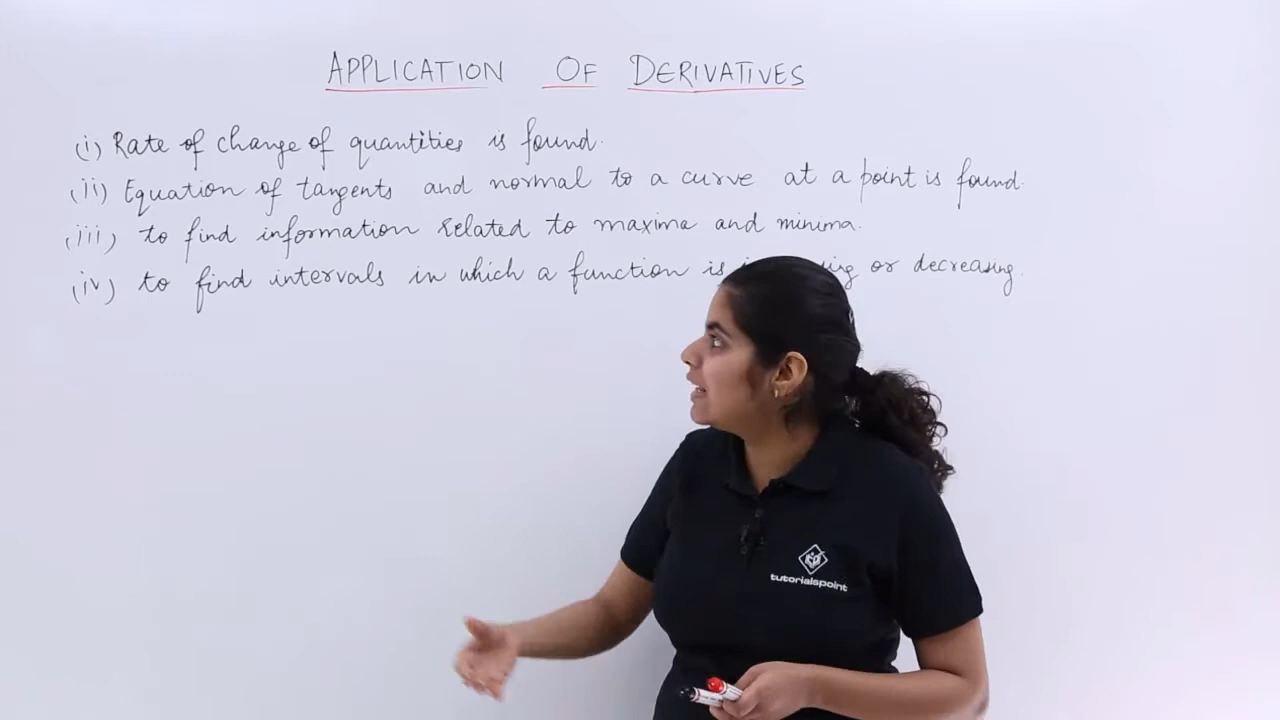 APPLICATION OF DERIVATIVES
(i) Rate of change of quantities is found.
(ii) Equation of tangents and normal to a curve at a point is found.
(iii) to find information related to maxima and minima.
(iv) to find intervals in which a function is or decreasing.
tutorialspoint